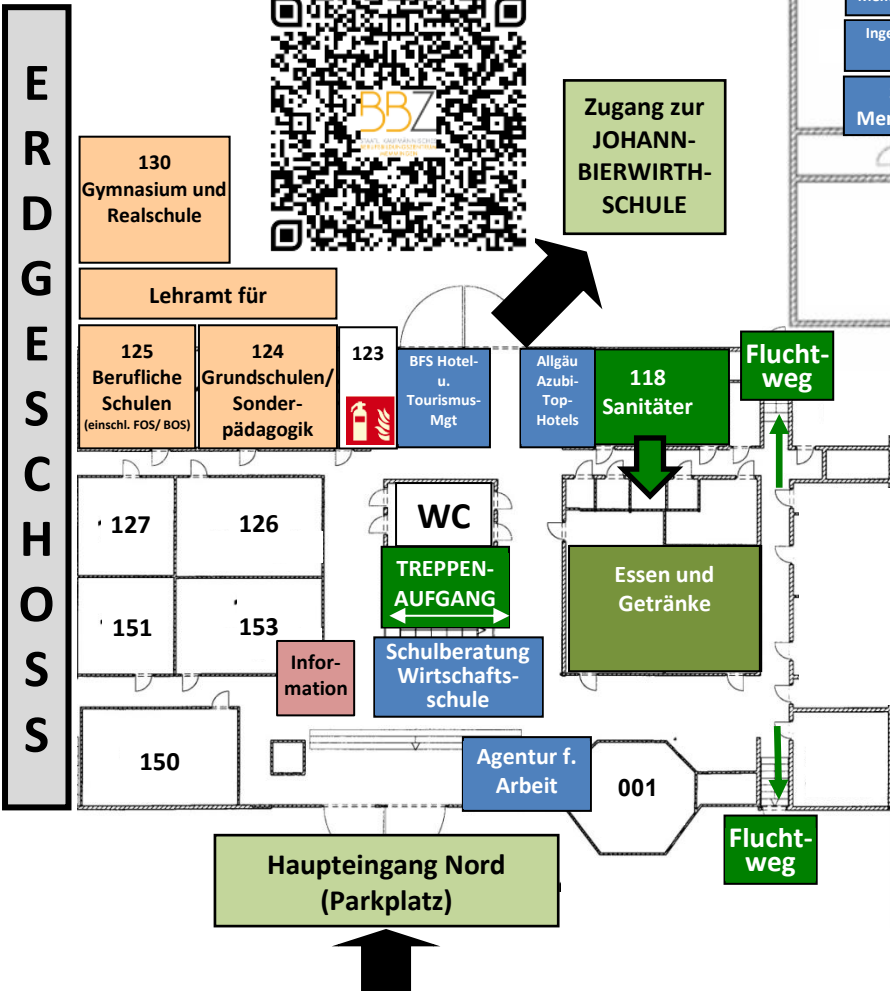 ERDGESCHOSS
BBZ
130
Gymnasium und
Realschule
Zugang zur
JOHANN-
BIERWIRTH-
SCHULE
Inge
Mer
Lehramt für
125
Berufliche
Schulen
(einschl. FOS/ BOS)
124
Grundschulen/
Sonder-
pädagogik
123
BFS Hotel-
u.
Tourismus-
Mgt
Allgäu
Azubi-
Top-
Hotels
118
Sanitäter
Flucht-
weg
127
126
WC
TREPPEN-
AUFGANG
Essen und
Getränke
151
153
Infor-
mation
Schulberatung
Wirtschafts-
schule
150
Agentur f.
Arbeit
001
Flucht-
weg
Haupteingang Nord
(Parkplatz)